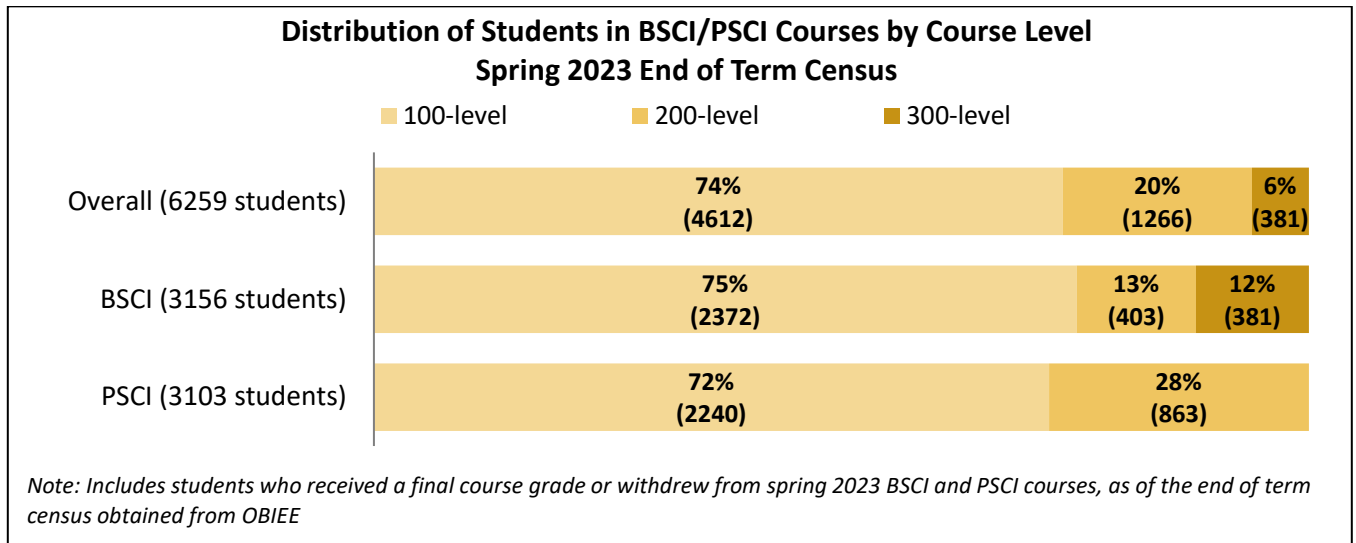 Distribution of Students in BSCI/PSCI Courses by Course Level
Spring 2023 End of Term Census
100-level 200-level 300-level
Overall (6259 students)
74% 20% 6%
(4612) (1266) (381)
BSCI (3156 students)
75% 13% 12%
(2372) (403) (381)
PSCI (3103 students)
72% 28%
(2240) (863)
Note: Includes students who received a final course grade or withdrew from spring 2023 BSCI and PSCI courses, as of the end of term
census obtained from OBIEE